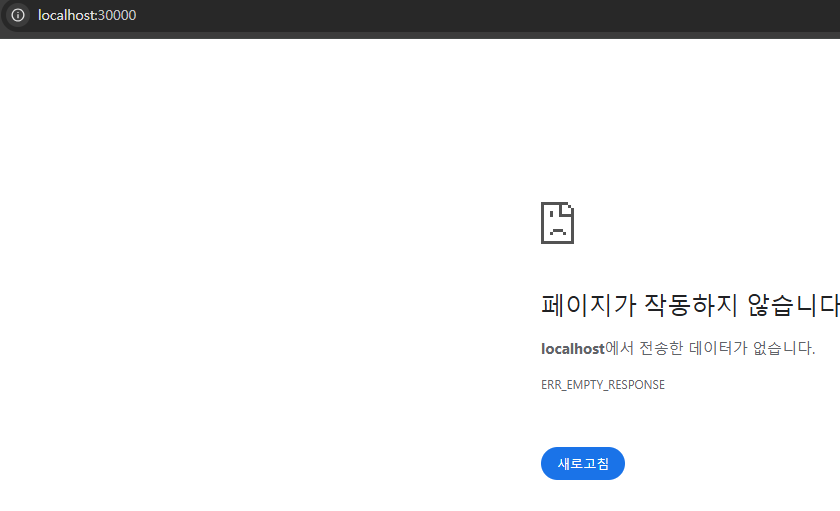 localhost:30000
페이지가 작동하지 않습니다
localhost에서 전송한 데이터가 없습니다.
ERR_EMPTY_RESPONSE
새로고침